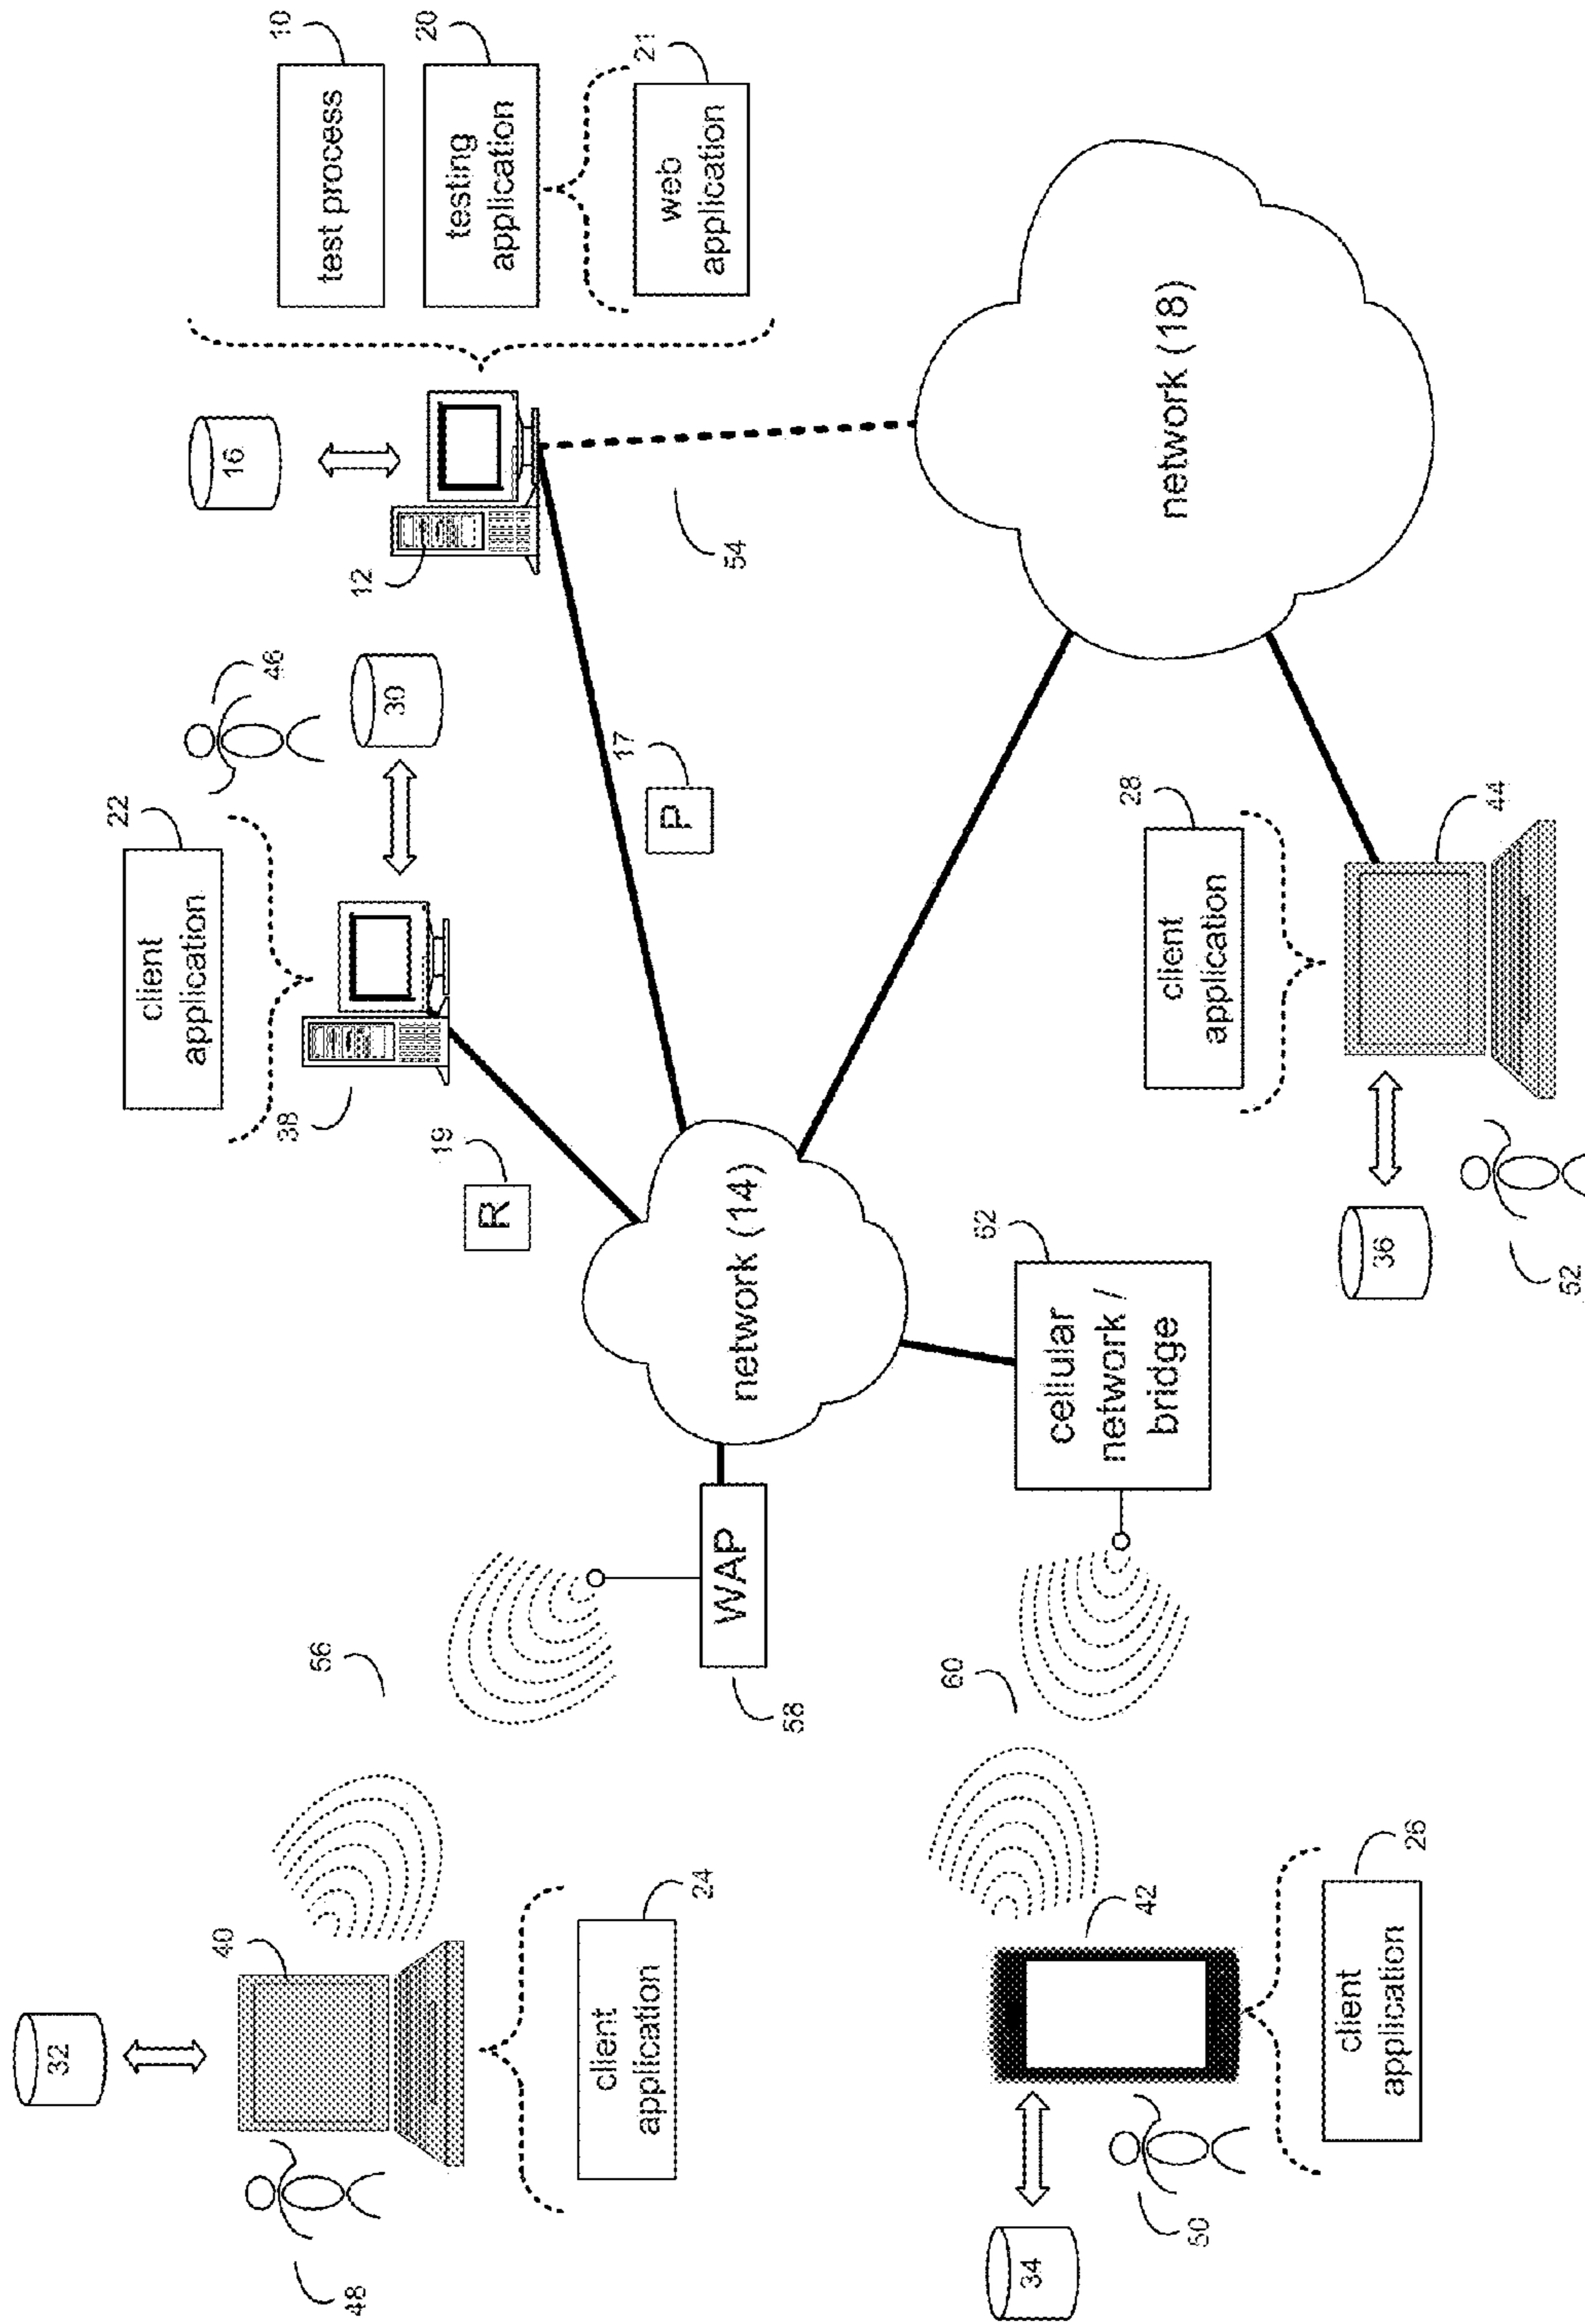 32
22
client
application
16
10
test process
40
46
38
56
48
12
30
20
testing
application
19
R
21
web
application
17
P
client
application
24
WAP
54
network (14)
58
60
62
cellular
network /
bridge
34
42
28
client
application
network (18)
50
client
application
26
36
44
52